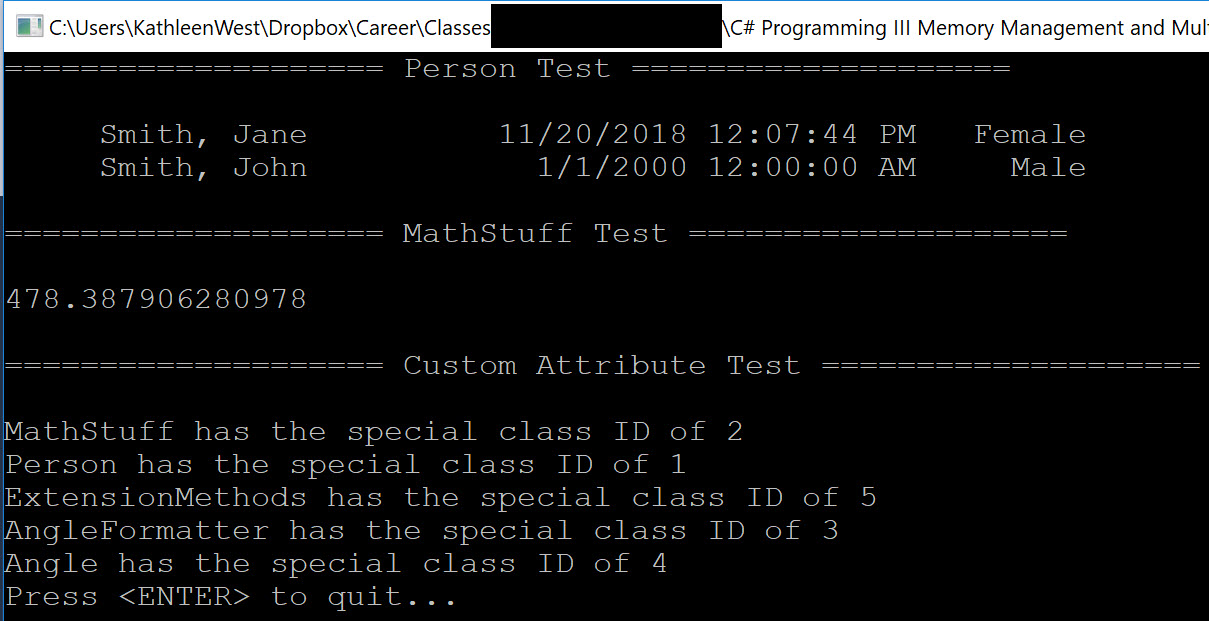 C:\Users\KathleenWest\Dropbox\Career\Classes \C# Programming III Memory Management and Mul
==================== Person Test ====================
Smith, Jane 11/20/2018 12:07:44 PM Female
Smith, John 1/1/2000 12:00:00 AM Male
==================== MathStuff Test ====================
478.387906280978
==================== Custom Attribute Test ====================
MathStuff has the special class ID of 2
Person has the special class ID of 1
ExtensionMethods has the special class ID of 5
AngleFormatter has the special class ID of 3
Angle has the special class ID of 4
Press <ENTER> to quit...